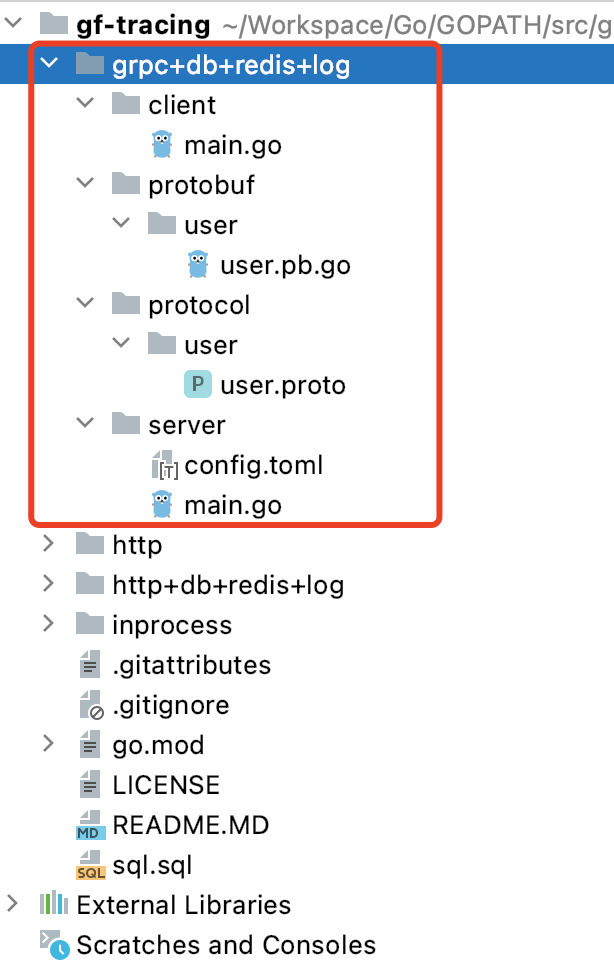 gf-tracing ~/Workspace/Go/GOPATH/src/g
grpc+db+redis+log
client
main.go
protobuf
user
user.pb.go
protocol
user
P user.proto
server
[T] config.toml
main.go
http
http+db+redis+log
inprocess
.gitattributes
.gitignore
go.mod
LICENSE
MD README.MD
SQL sql.sql
External Libraries
Scratches and Consoles